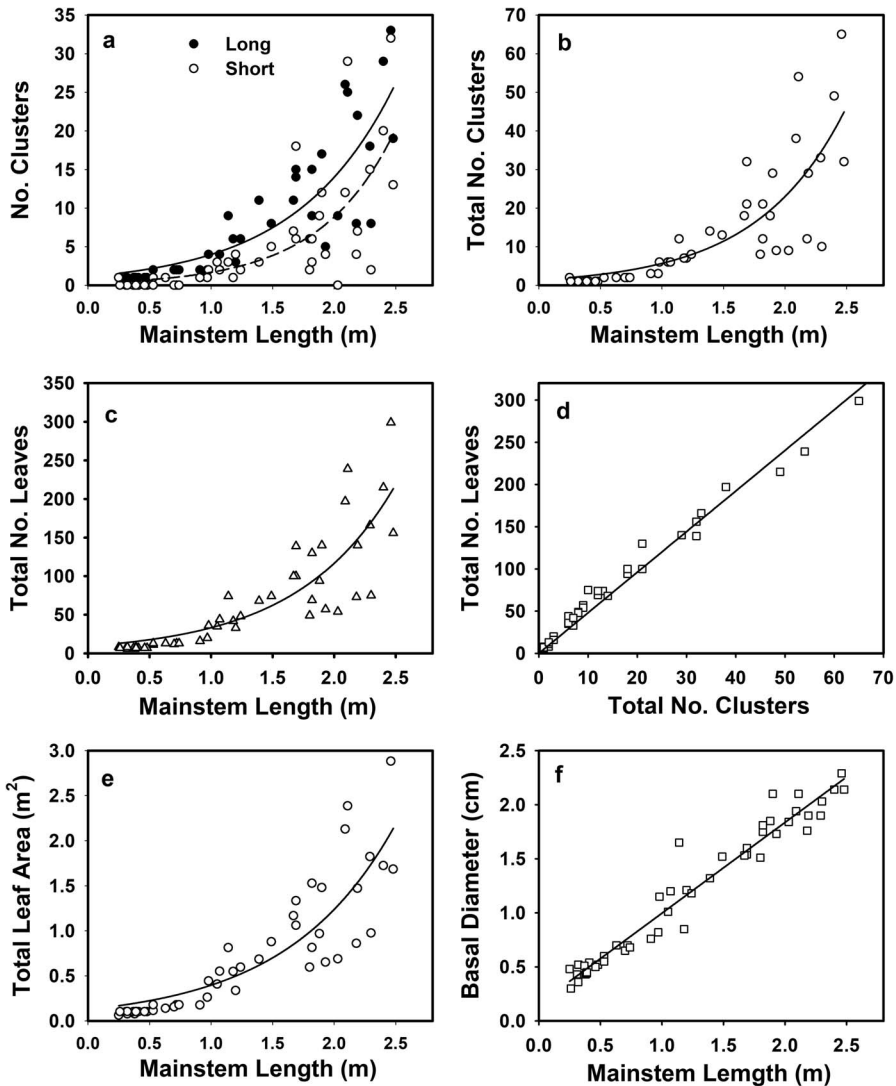 a
Long
Short
35
30
25
20
15
10
5
0
No. Clusters
0.0 0.5 1.0 1.5 2.0 2.5
Mainstem Length (m)
b
70
60
50
40
30
20
10
0
Total No. Clusters
0.0 0.5 1.0 1.5 2.0 2.5
Mainstem Length (m)
c
350
300
250
200
150
100
50
0
Total No. Leaves
0.0 0.5 1.0 1.5 2.0 2.5
Mainstem Length (m)
d
300
250
200
150
100
50
0
Total No. Leaves
0 10 20 30 40 50 60 70
Total No. Clusters
e
3.0
2.5
2.0
1.5
1.0
0.5
0.0
Total Leaf Area (m²)
0.0 0.5 1.0 1.5 2.0 2.5
Mainstem Length (m)
f
2.5
2.0
1.5
1.0
0.5
0.0
Basal Diameter (cm)
0.0 0.5 1.0 1.5 2.0 2.5
Mainstem Length (m)